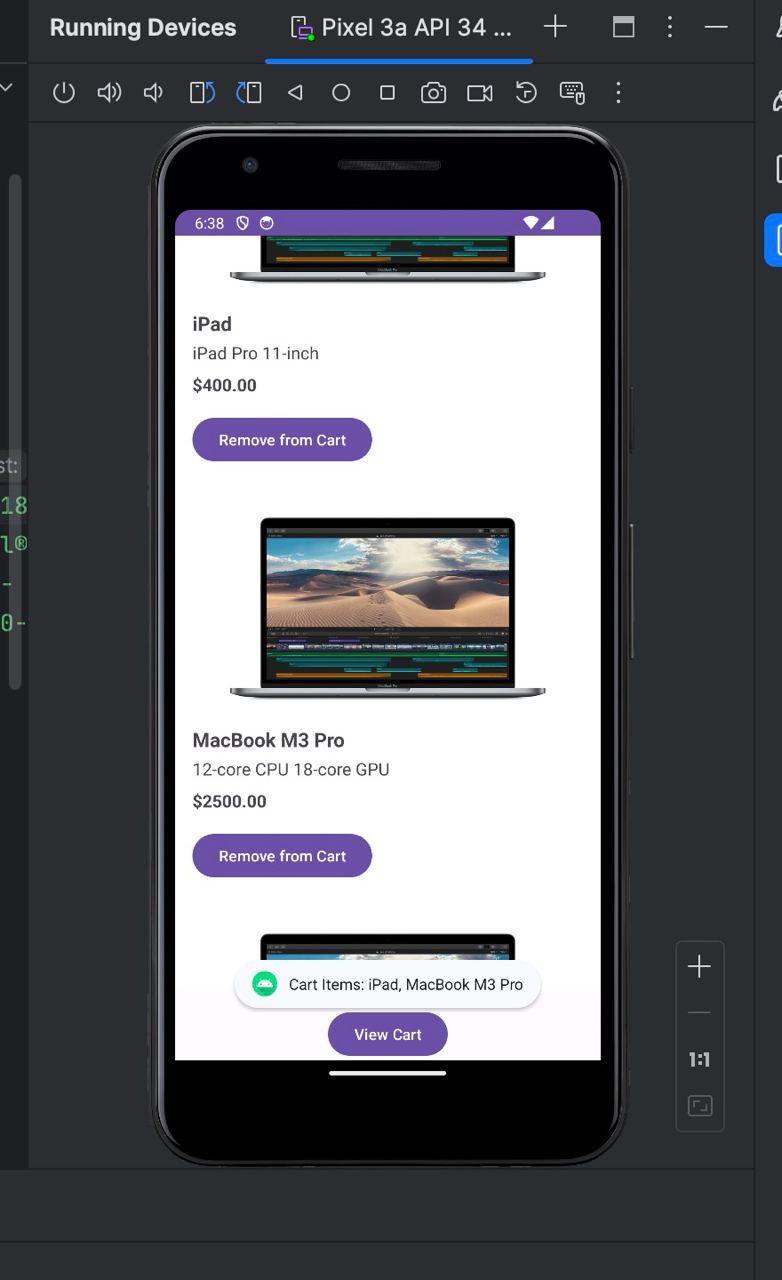 Running Devices
Pixel 3a API 34 ...
6:38
iPad
iPad Pro 11-inch
$400.00
Remove from Cart
st:
18
l®
-
0-
MacBook M3 Pro
12-core CPU 18-core GPU
$2500.00
Remove from Cart
Cart Items: iPad, MacBook M3 Pro
View Cart
1:1